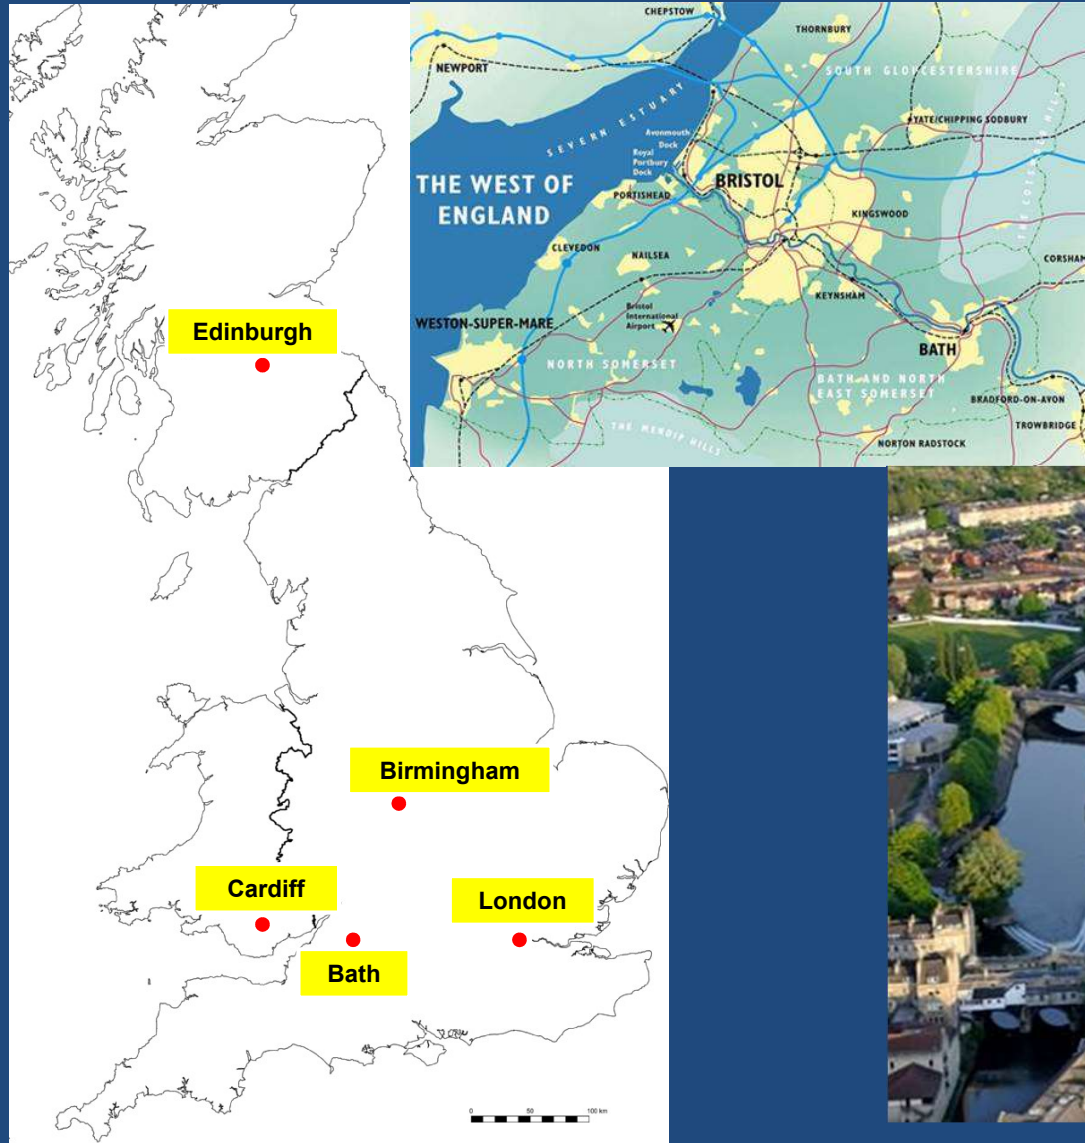 Edinburgh
Birmingham
Cardiff
London
Bath
0 50 100 km
CHEPSTOW
THORNBURY
NEWPORT
SOUTH GLOUCESTERSHIRE
SEVERN ESTUARY
YATE/CHIPPING SODBURY
Avonmouth
Dock
Royal
Portbury
Dock
THE WEST OF
ENGLAND
BRISTOL
PORTISHEAD
KINGSWOOD
THE COTSWOLD HILLS
CLEVEDON
NAILSEA
CORSHAM
KEYNSHAM
Bristol
International
Airport
WESTON-SUPER-MARE
BATH
NORTH SOMERSET
BATH AND NORTH
EAST SOMERSET
BRADFORD-ON-AVON
TROWBRIDGE
THE MENDIP HILLS
NORTON RADSTOCK